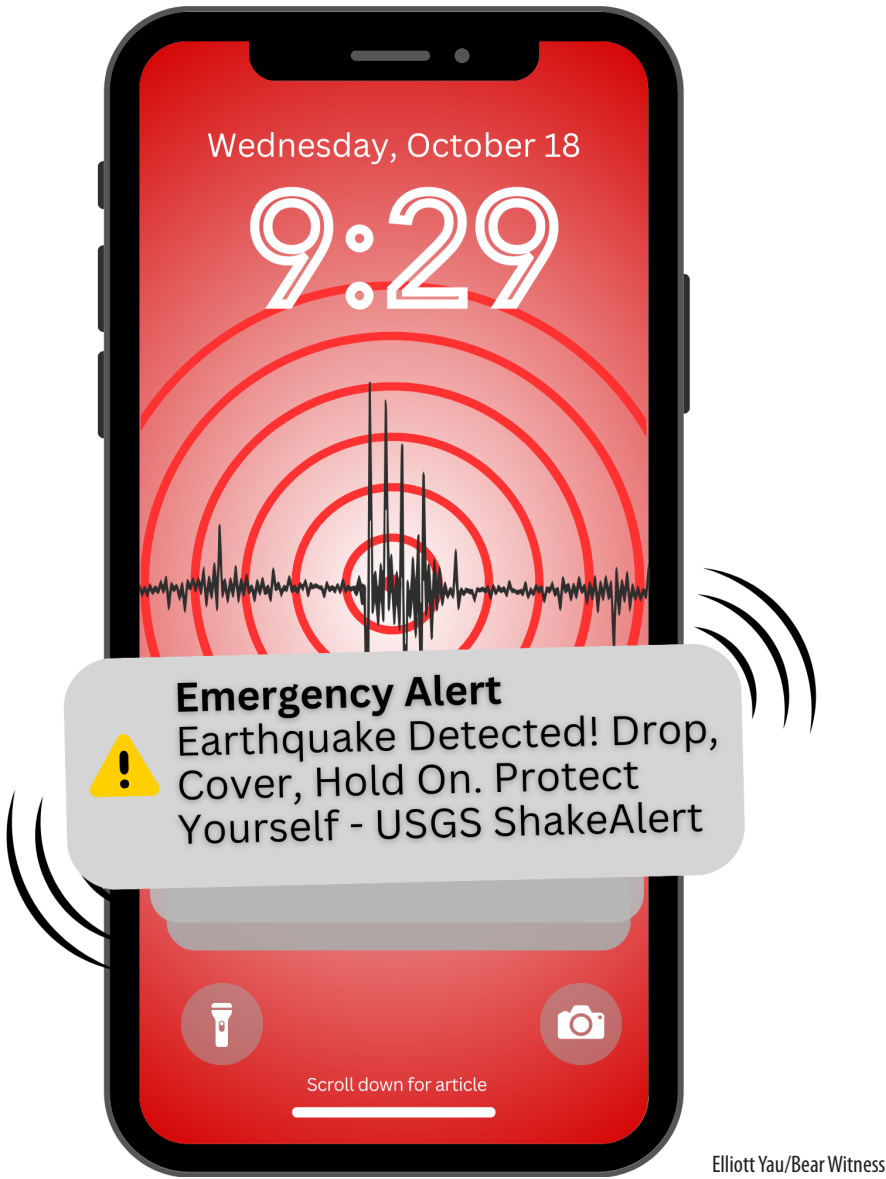 Wednesday, October 18
9:29
Emergency Alert
Earthquake Detected! Drop,
Cover, Hold On. Protect
Yourself - USGS ShakeAlert
Scroll down for article
Elliott Yau/Bear Witness